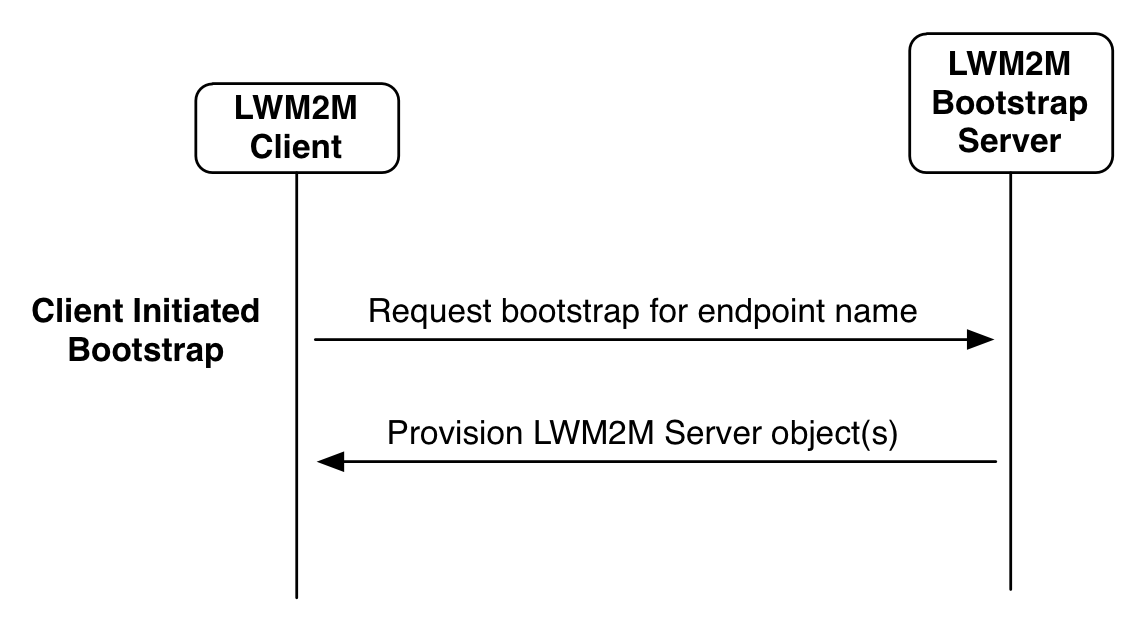 LWM2M
Client
LWM2M
Bootstrap
Server
Client Initiated
Bootstrap
Request bootstrap for endpoint name
Provision LWM2M Server object(s)